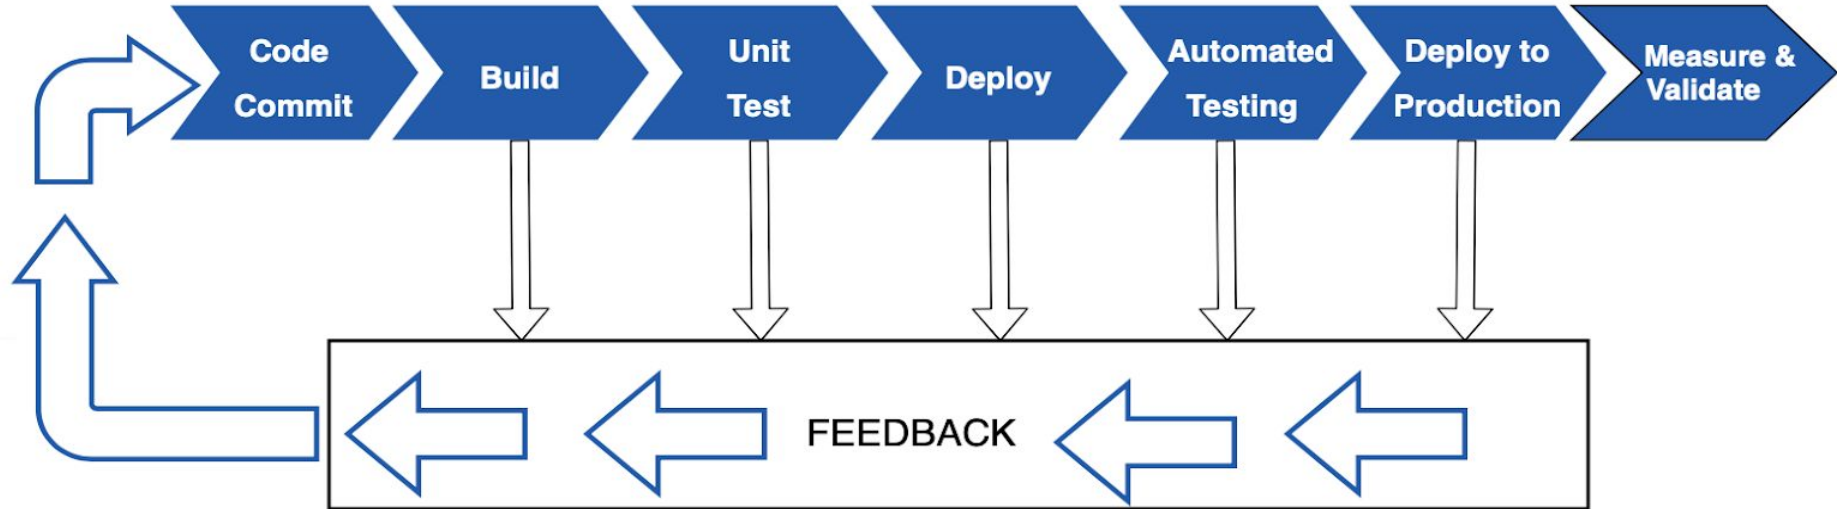 Code
Commit
Build
Unit
Test
Deploy
Automated
Testing
Deploy to
Production
Measure &
Validate
FEEDBACK